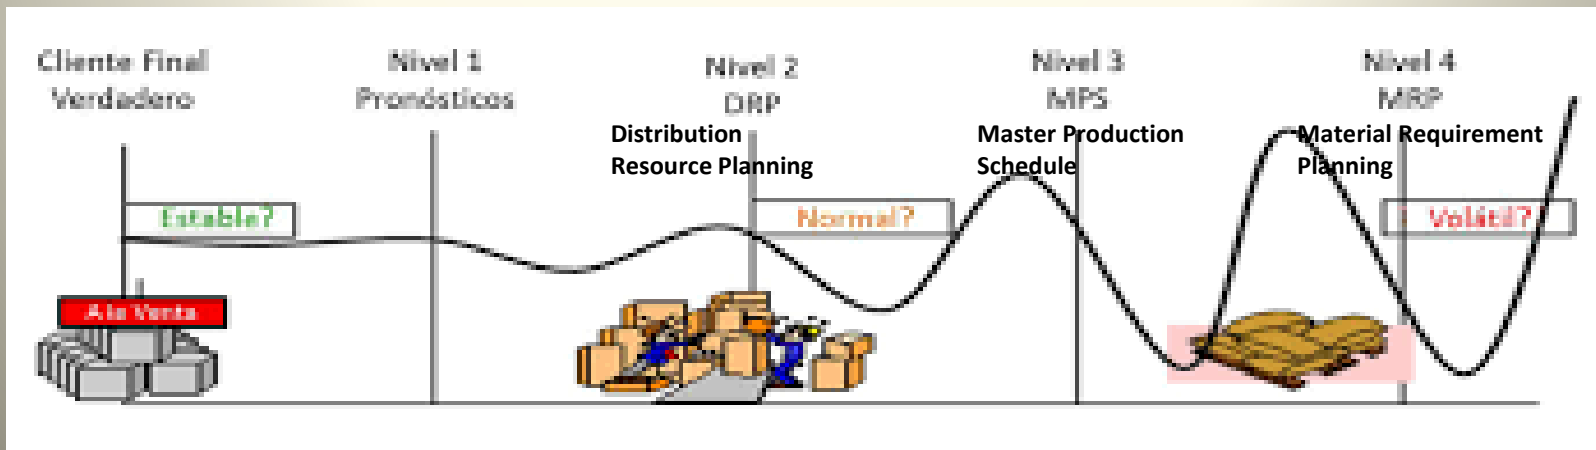 Cliente Final
Verdadero
Nivel 1
Pronósticos
Nivel 2
DRP
Distribution
Resource Planning
Nivel 3
MPS
Master Production
Schedule
Nivel 4
MRP
Material Requirement
Planning
Estable?
Normal?
Volátil?
A la Venta